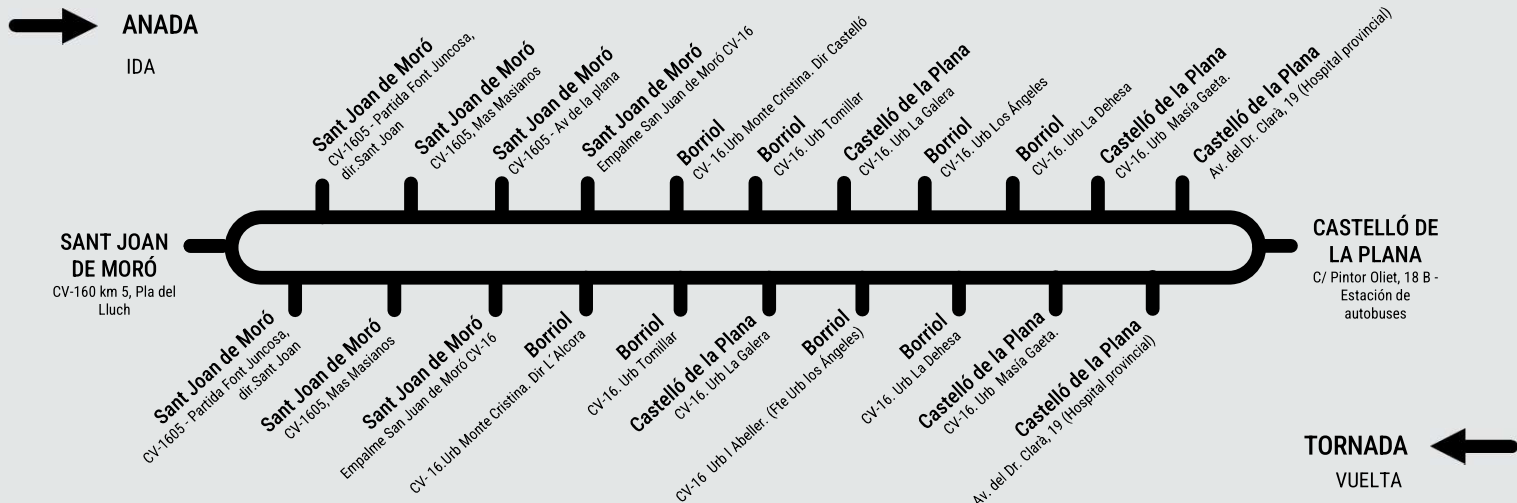 ANADA
IDA
Sant Joan de Moró
CV-1605 - Partida Font Juncosa,
dir.Sant Joan
Sant Joan de Moró
CV-1605, Mas Masianos
Sant Joan de Moró
CV-1605 - Av de la plana
Sant Joan de Moró
Empalme San Juan de Moró CV-16
Borriol
CV- 16.Urb Monte Cristina. Dir Castelló
Borriol
CV-16. Urb Tomillar
Castelló de la Plana
CV-16. Urb La Galera
Borriol
CV-16. Urb Los Ángeles
Borriol
CV-16. Urb La Dehesa
Castelló de la Plana
CV-16. Urb Masía Gaeta.
Castelló de la Plana
Av. del Dr. Clarà, 19 (Hospital provincial)
SANT JOAN
DE MORÓ
CV-160 km 5, Pla del
Lluch
CASTELLÓ DE
LA PLANA
C/ Pintor Oliet, 18 B -
Estación de
autobuses
Sant Joan de Moró
CV-1605 - Partida Font Juncosa,
dir.Sant Joan
Sant Joan de Moró
CV-1605, Mas Masianos
Sant Joan de Moró
Empalme San Juan de Moró CV-16
Borriol
CV- 16.Urb Monte Cristina. Dir L´Alcora
Borriol
CV-16. Urb Tomillar
Castelló de la Plana
CV-16. Urb La Galera
Borriol
CV-16 Urb l Abeller. (Fte Urb los Ángeles)
Borriol
CV-16. Urb La Dehesa
Castelló de la Plana
CV-16. Urb Masía Gaeta.
Castelló de la Plana
Av. del Dr. Clarà, 19 (Hospital provincial)
TORNADA
VUELTA